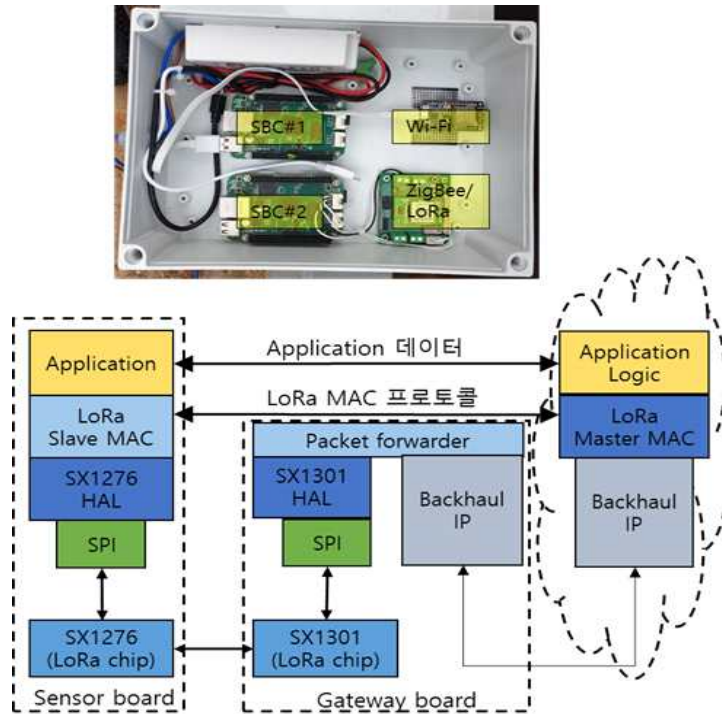 SBC#1
Wi-Fi
SBC#2
ZigBee/
LoRa
Application
Application 데이터
Application
Logic
LoRa
Slave MAC
LoRa MAC 프로토콜
LoRa
Master MAC
Packet forwarder
SX1276
HAL
SX1301
HAL
Backhaul
IP
Backhaul
IP
SPI
SPI
SX1276
(LoRa chip)
SX1301
(LoRa chip)
Sensor board
Gateway board